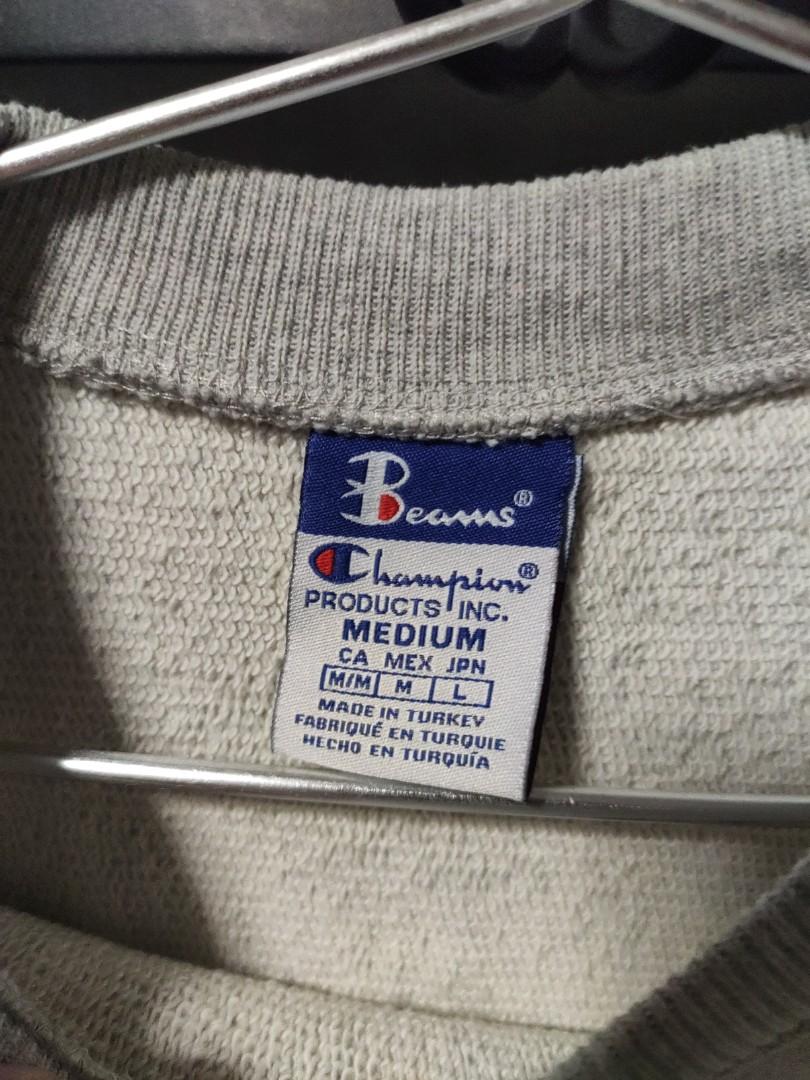 Beams®
Champion®
PRODUCTS INC.
MEDIUM
CA MEX JPN
M/M M L
MADE IN TURKEY
FABRIQUÉ EN TURQUIE
HECHO EN TURQUÍA